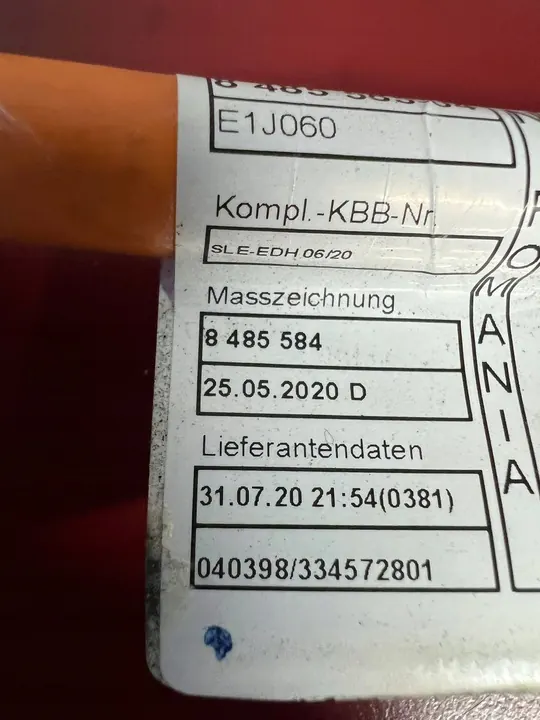 E1J060
Kompl.-KBB-Nr.
SLE-EDH 06/20
Masszeichnung
8 485 584
25.05.2020 D
Lieferantendaten
31.07.20 21:54(0381)
040398/334572801
ROMANIA